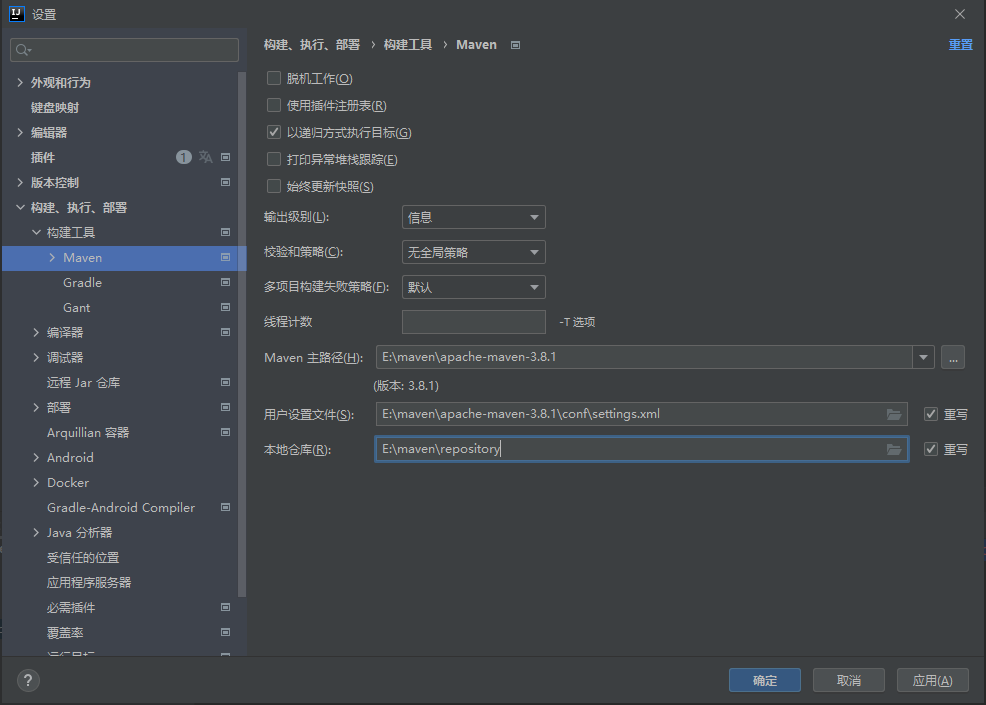 设置
构建、执行、部署 › 构建工具 › Maven
重置
外观和行为
键盘映射
编辑器
插件 1
版本控制
构建、执行、部署
构建工具
Maven
Gradle
Gant
编译器
调试器
远程 Jar 仓库
部署
Arquillian 容器
Android
Docker
Gradle-Android Compiler
Java 分析器
受信任的位置
应用程序服务器
必需插件
覆盖率
运行目标
脱机工作(O)
使用插件注册表(R)
以递归方式执行目标(G)
打印异常堆栈跟踪(E)
始终更新快照(S)
输出级别(L): 信息
校验和策略(C): 无全局策略
多项目构建失败策略(F): 默认
线程计数 -T 选项
Maven 主路径(H): E:\maven\apache-maven-3.8.1 ...
(版本: 3.8.1)
用户设置文件(S): E:\maven\apache-maven-3.8.1\conf\settings.xml 重写
本地仓库(R): E:\maven\repository 重写
? 确定 取消 应用(A)